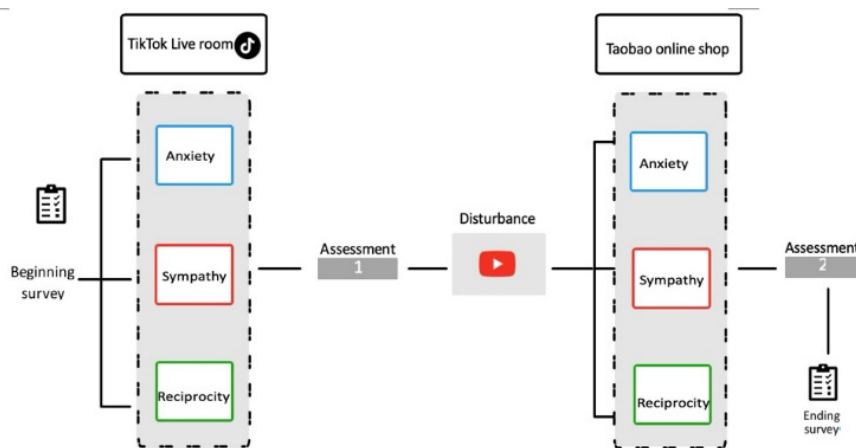 TikTok Live room
Taobao online shop
Anxiety
Sympathy
Reciprocity
Beginning
survey
Assessment
1
Disturbance
Anxiety
Sympathy
Reciprocity
Assessment
2
Ending
survey